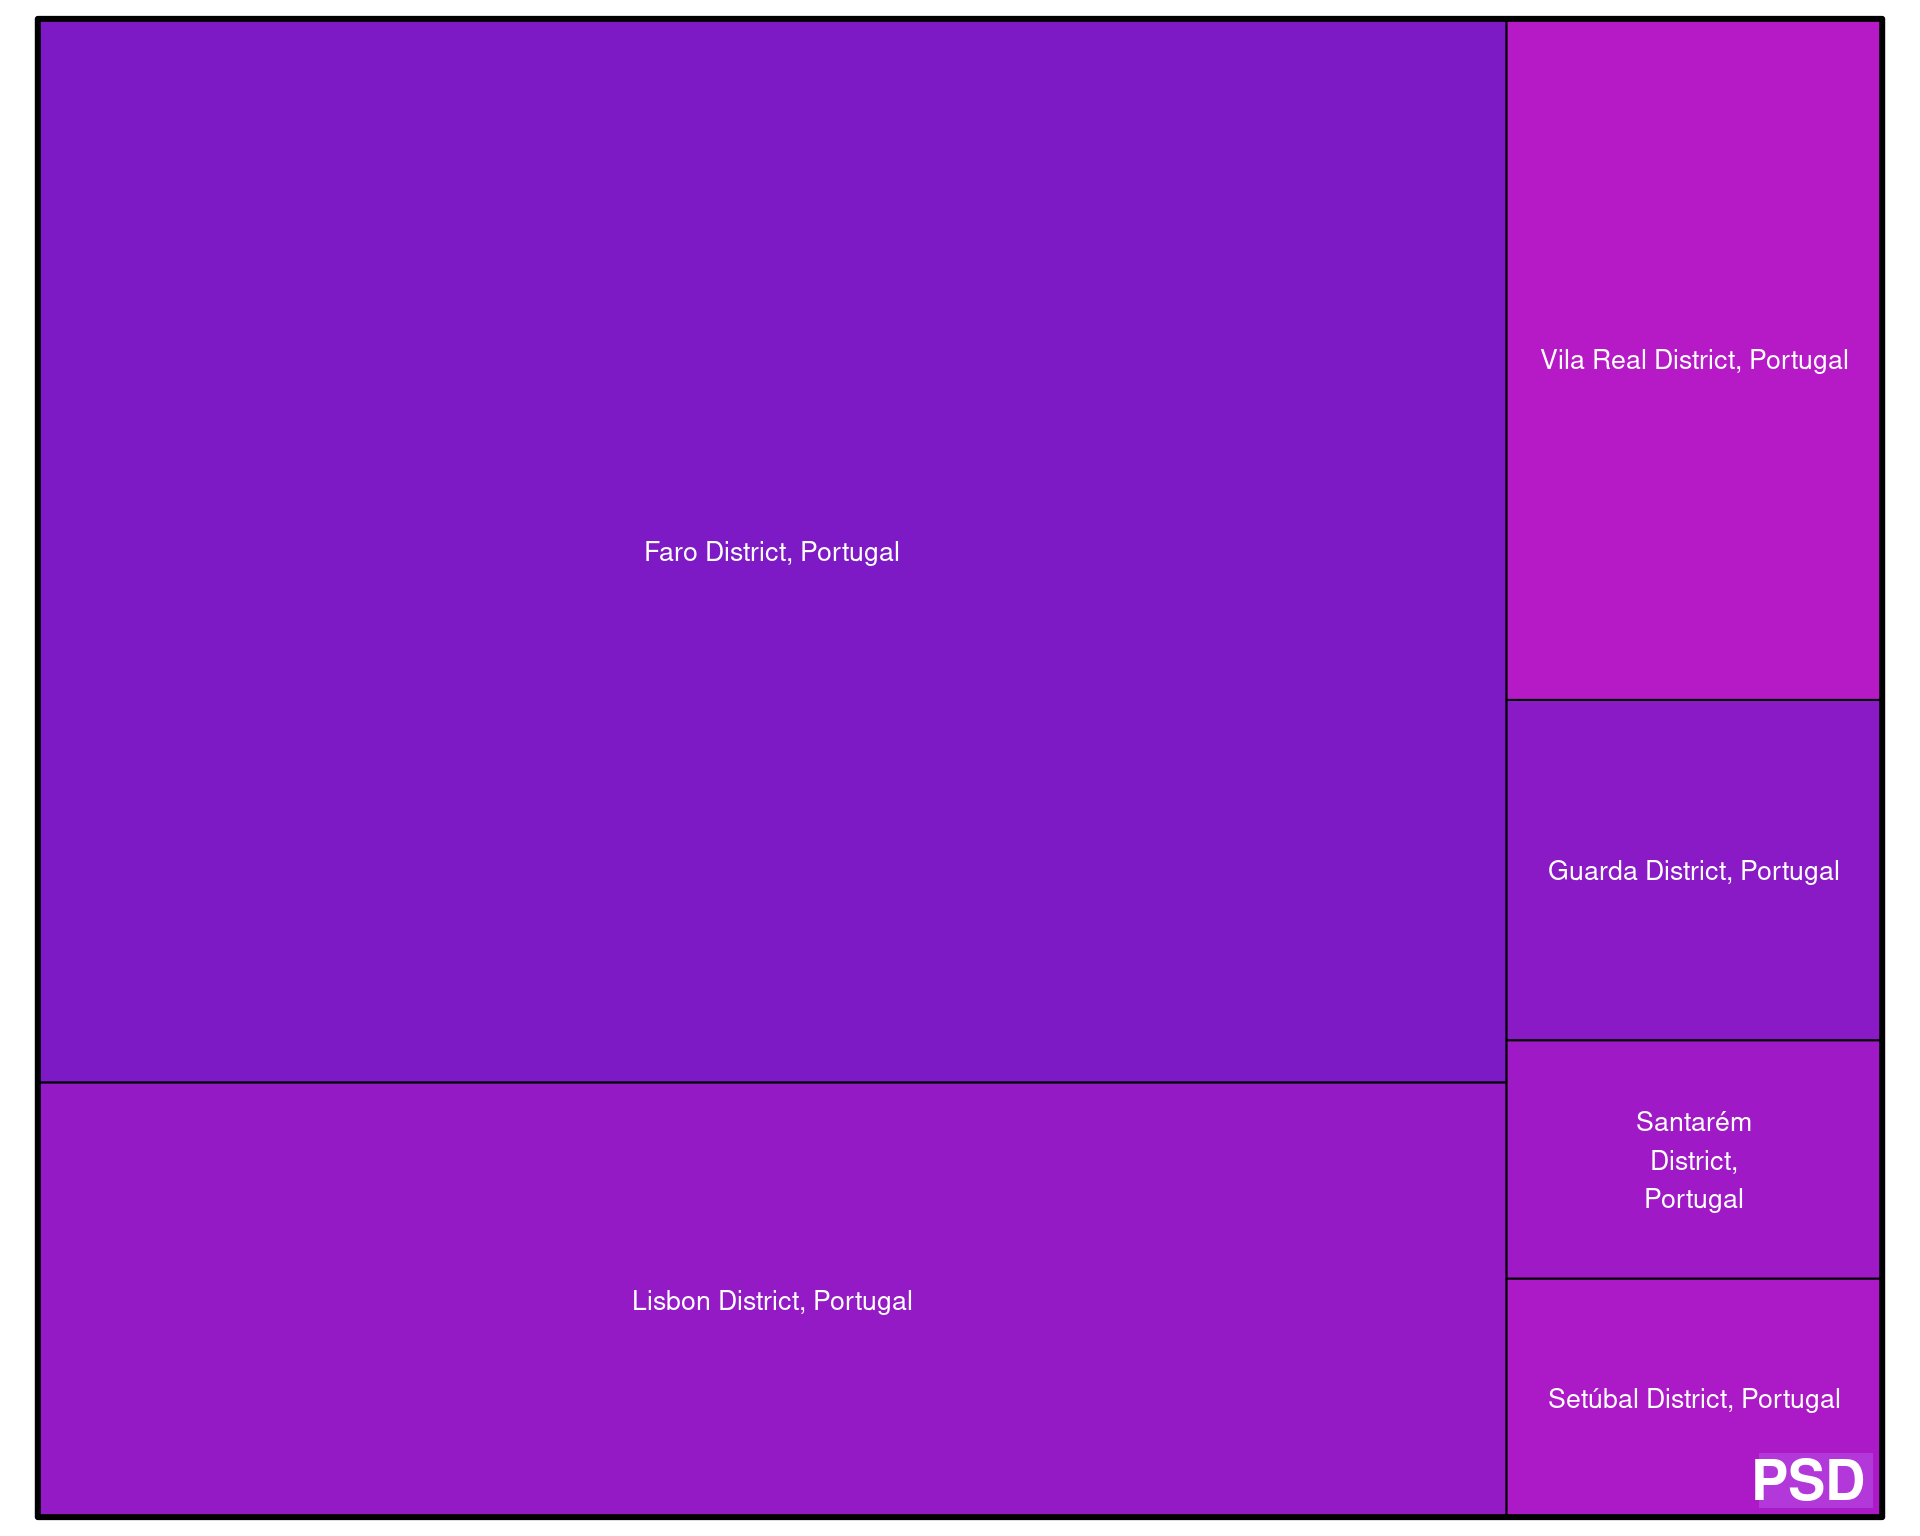 Faro District, Portugal
Lisbon District, Portugal
Vila Real District, Portugal
Guarda District, Portugal
Santarém
District,
Portugal
Setúbal District, Portugal
PSD